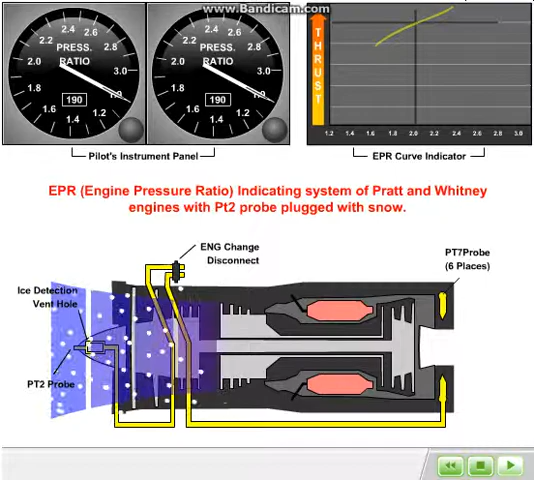 www.Bandicam.com
2.4 2.6
2.2 PRESS. 2.8
2.0 RATIO 3.0
1.8 190
1.6 1.4 1.2
2.4 2.6
2.2 PRESS. 2.8
2.0 RATIO 3.0
1.8 190
1.6 1.4 1.2
THRUST
1.2 1.4 1.6 1.8 2.0 2.2 2.4 2.6 2.8 3.0
Pilot's Instrument Panel
EPR Curve Indicator
EPR (Engine Pressure Ratio) Indicating system of Pratt and Whitney
engines with Pt2 probe plugged with snow.
ENG Change
Disconnect
PT7Probe
(6 Places)
Ice Detection
Vent Hole
PT2 Probe